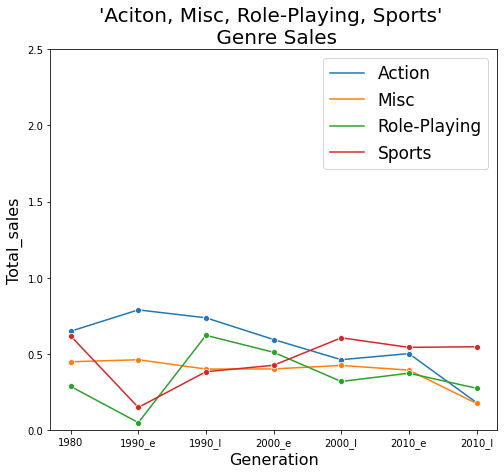 'Aciton, Misc, Role-Playing, Sports'
Genre Sales
Action
Misc
Role-Playing
Sports
Total_sales
2.5
2.0
1.5
1.0
0.5
0.0
1980 1990_e 1990_l 2000_e 2000_l 2010_e 2010_l
Generation